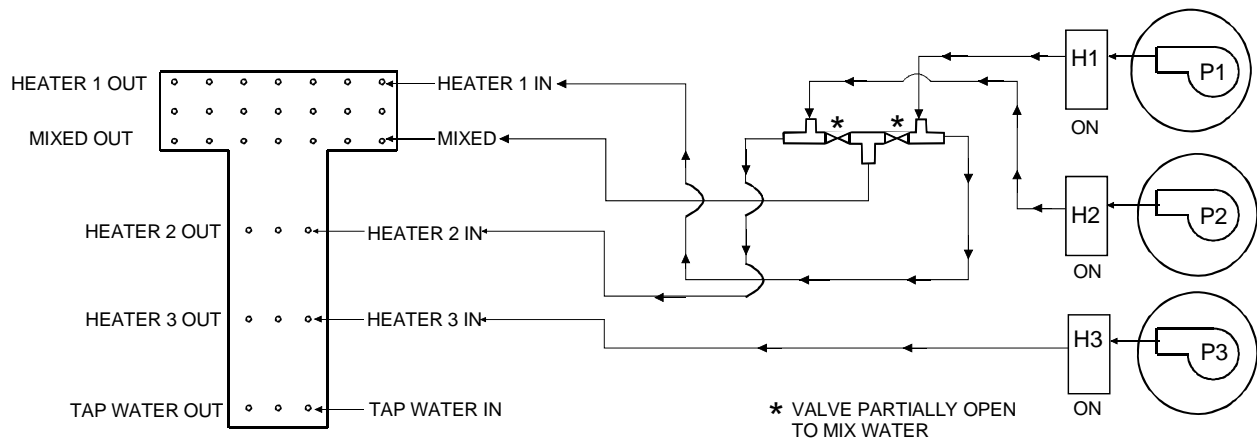 HEATER 1 OUT
HEATER 1 IN
MIXED OUT
MIXED
HEATER 2 OUT
HEATER 2 IN
HEATER 3 OUT
HEATER 3 IN
TAP WATER OUT
TAP WATER IN
* *
H1
P1
ON
H2
P2
ON
H3
P3
ON
* VALVE PARTIALLY OPEN
TO MIX WATER